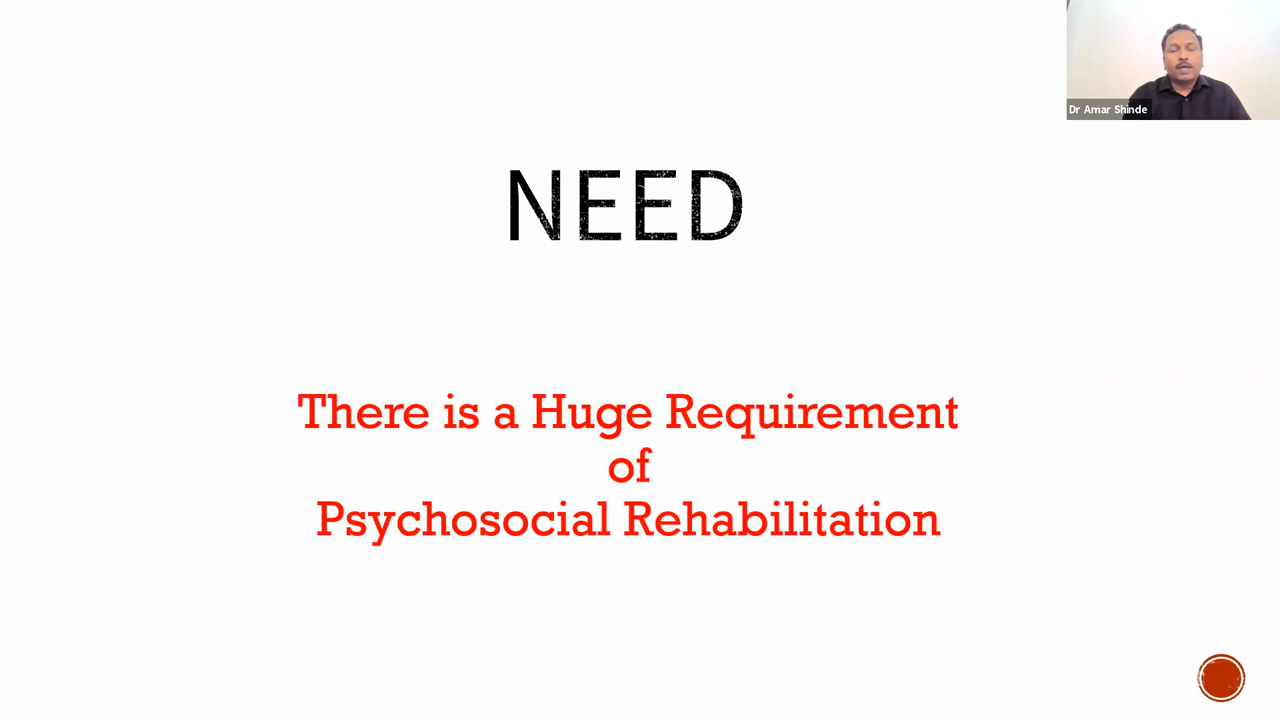 Dr Amar Shinde
NEED
There is a Huge Requirement
of
Psychosocial Rehabilitation